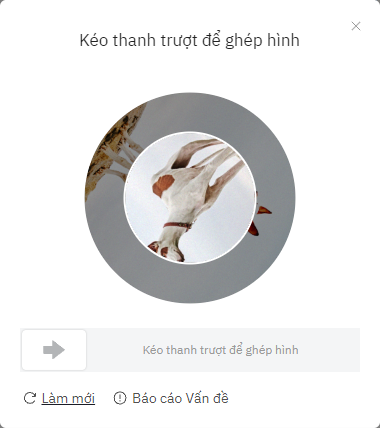 Kéo thanh trượt để ghép hình
Kéo thanh trượt để ghép hình
Làm mới
Báo cáo Vấn đề